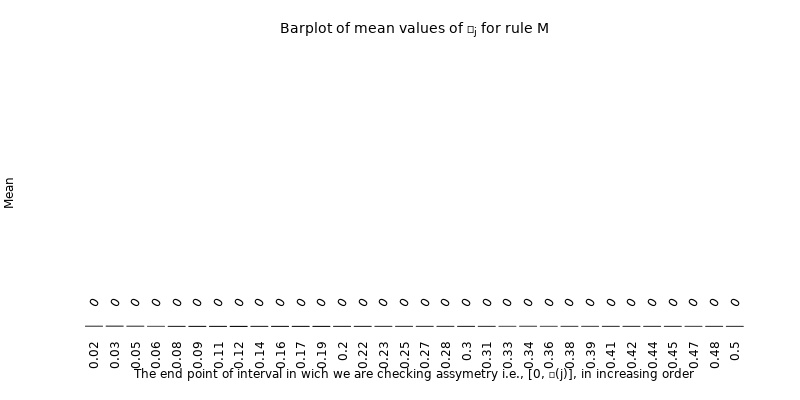 Barplot of mean values of □j for rule M
Mean
0 0 0 0 0 0 0 0 0 0 0 0 0 0 0 0 0 0 0 0 0 0 0 0 0 0 0 0 0 0 0 0
0.02 0.03 0.05 0.06 0.08 0.09 0.11 0.12 0.14 0.16 0.17 0.19 0.2 0.22 0.23 0.25 0.27 0.28 0.3 0.31 0.33 0.34 0.36 0.38 0.39 0.41 0.42 0.44 0.45 0.47 0.48 0.5
The end point of interval in wich we are checking assymetry i.e., [0, □(j)], in increasing order